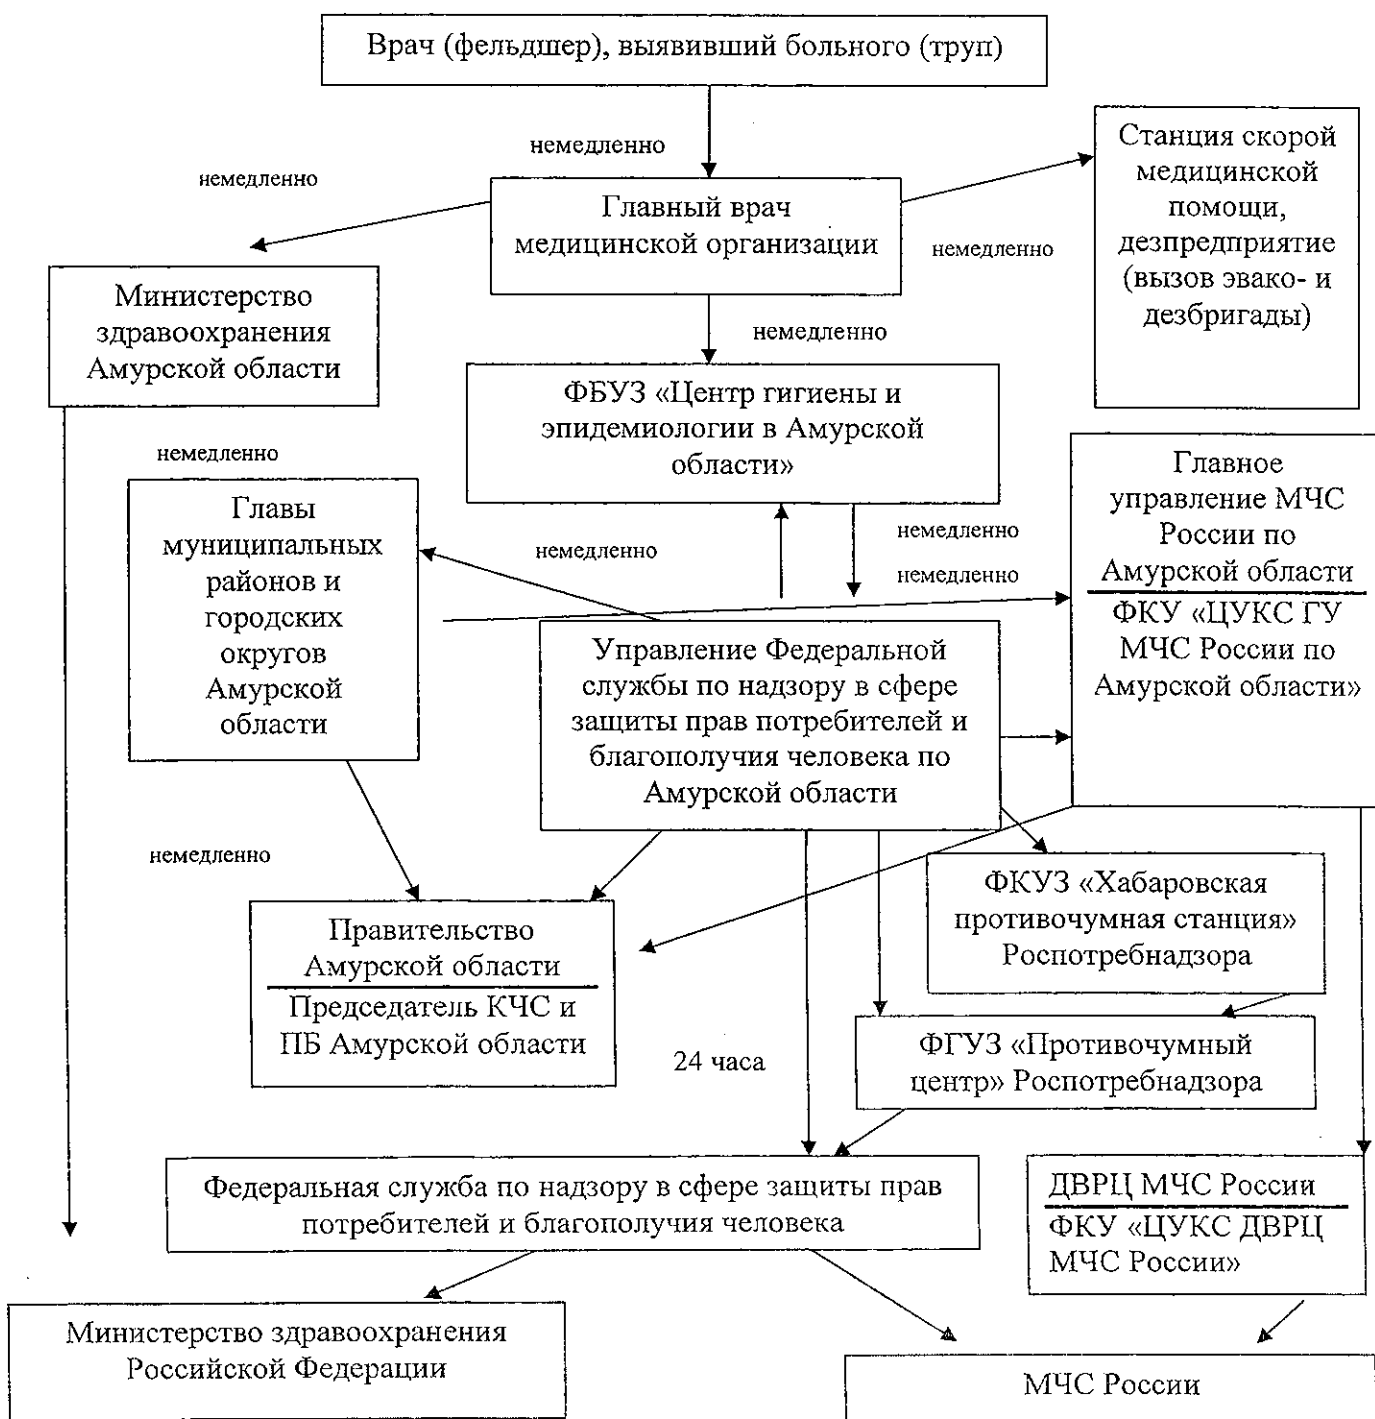 Врач (фельдшер), выявивший больного (труп)
немедленно
немедленно
Главный врач
медицинской организации
немедленно
Станция скорой
медицинской
помощи,
дезпредприятие
(вызов эвако- и
дезбригады)
Министерство
здравоохранения
Амурской области
немедленно
ФБУЗ «Центр гигиены и
эпидемиологии в Амурской
области»
немедленно
Главы
муниципальных
районов и
городских
округов
Амурской
области
немедленно
немедленно
немедленно
Главное
управление МЧС
России по
Амурской области
ФКУ «ЦУКС ГУ
МЧС России по
Амурской области»
Управление Федеральной
службы по надзору в сфере
защиты прав потребителей и
благополучия человека по
Амурской области
немедленно
Правительство
Амурской области
Председатель КЧС и
ПБ Амурской области
ФКУЗ «Хабаровская
противочумная станция»
Роспотребнадзора
24 часа
ФГУЗ «Противочумный
центр» Роспотребнадзора
Федеральная служба по надзору в сфере защиты прав
потребителей и благополучия человека
ДВРЦ МЧС России
ФКУ «ЦУКС ДВРЦ
МЧС России»
Министерство здравоохранения
Российской Федерации
МЧС России